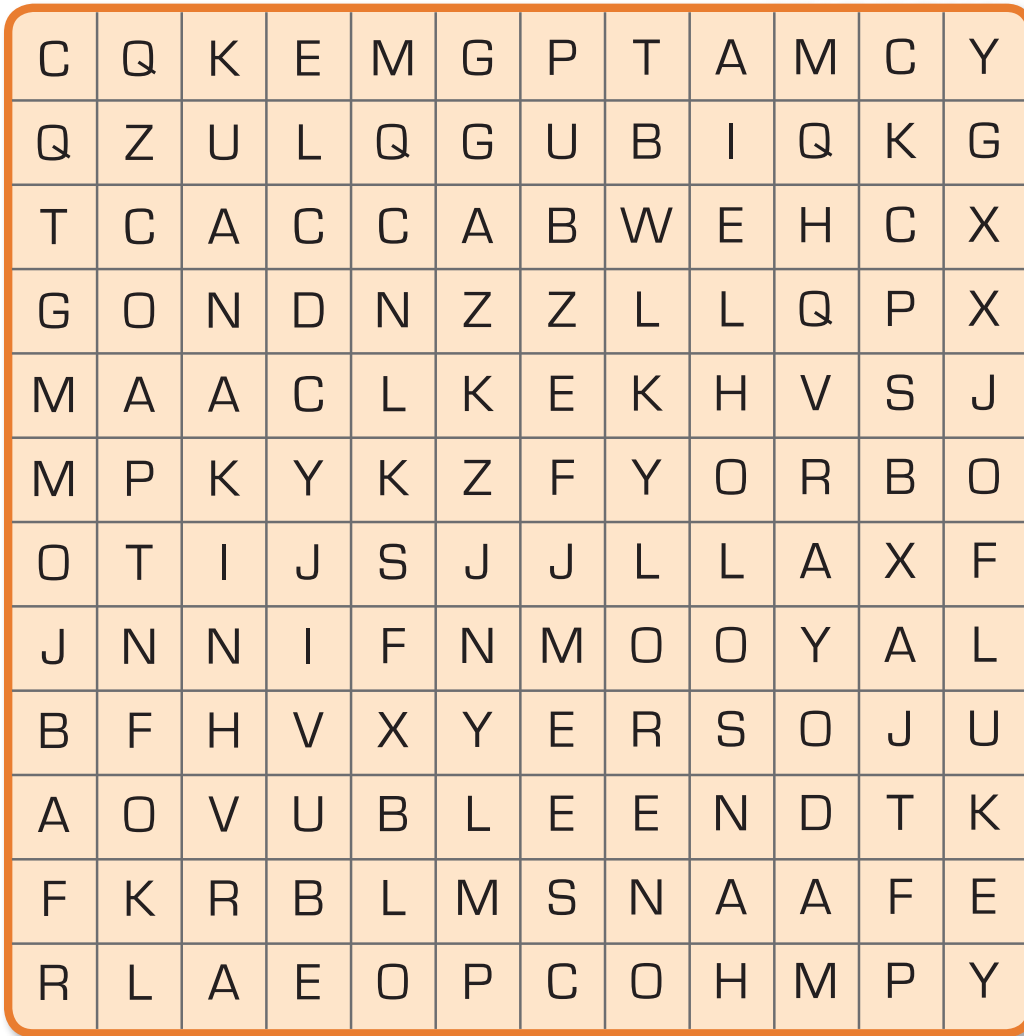 C Q K E M G P T A M C Y
Q Z U L Q G U B I Q K G
T C A C C A B W E H C X
G O N D N Z Z L L Q P X
M A A C L K E K H V S J
M P K Y K Z F Y O R B O
O T I J S J J L L A X F
J N N I F N M O O Y A L
B F H V X Y E R S O J U
A O V U B L E E N D T K
F K R B L M S N A A F E
R L A E O P C O H M P Y